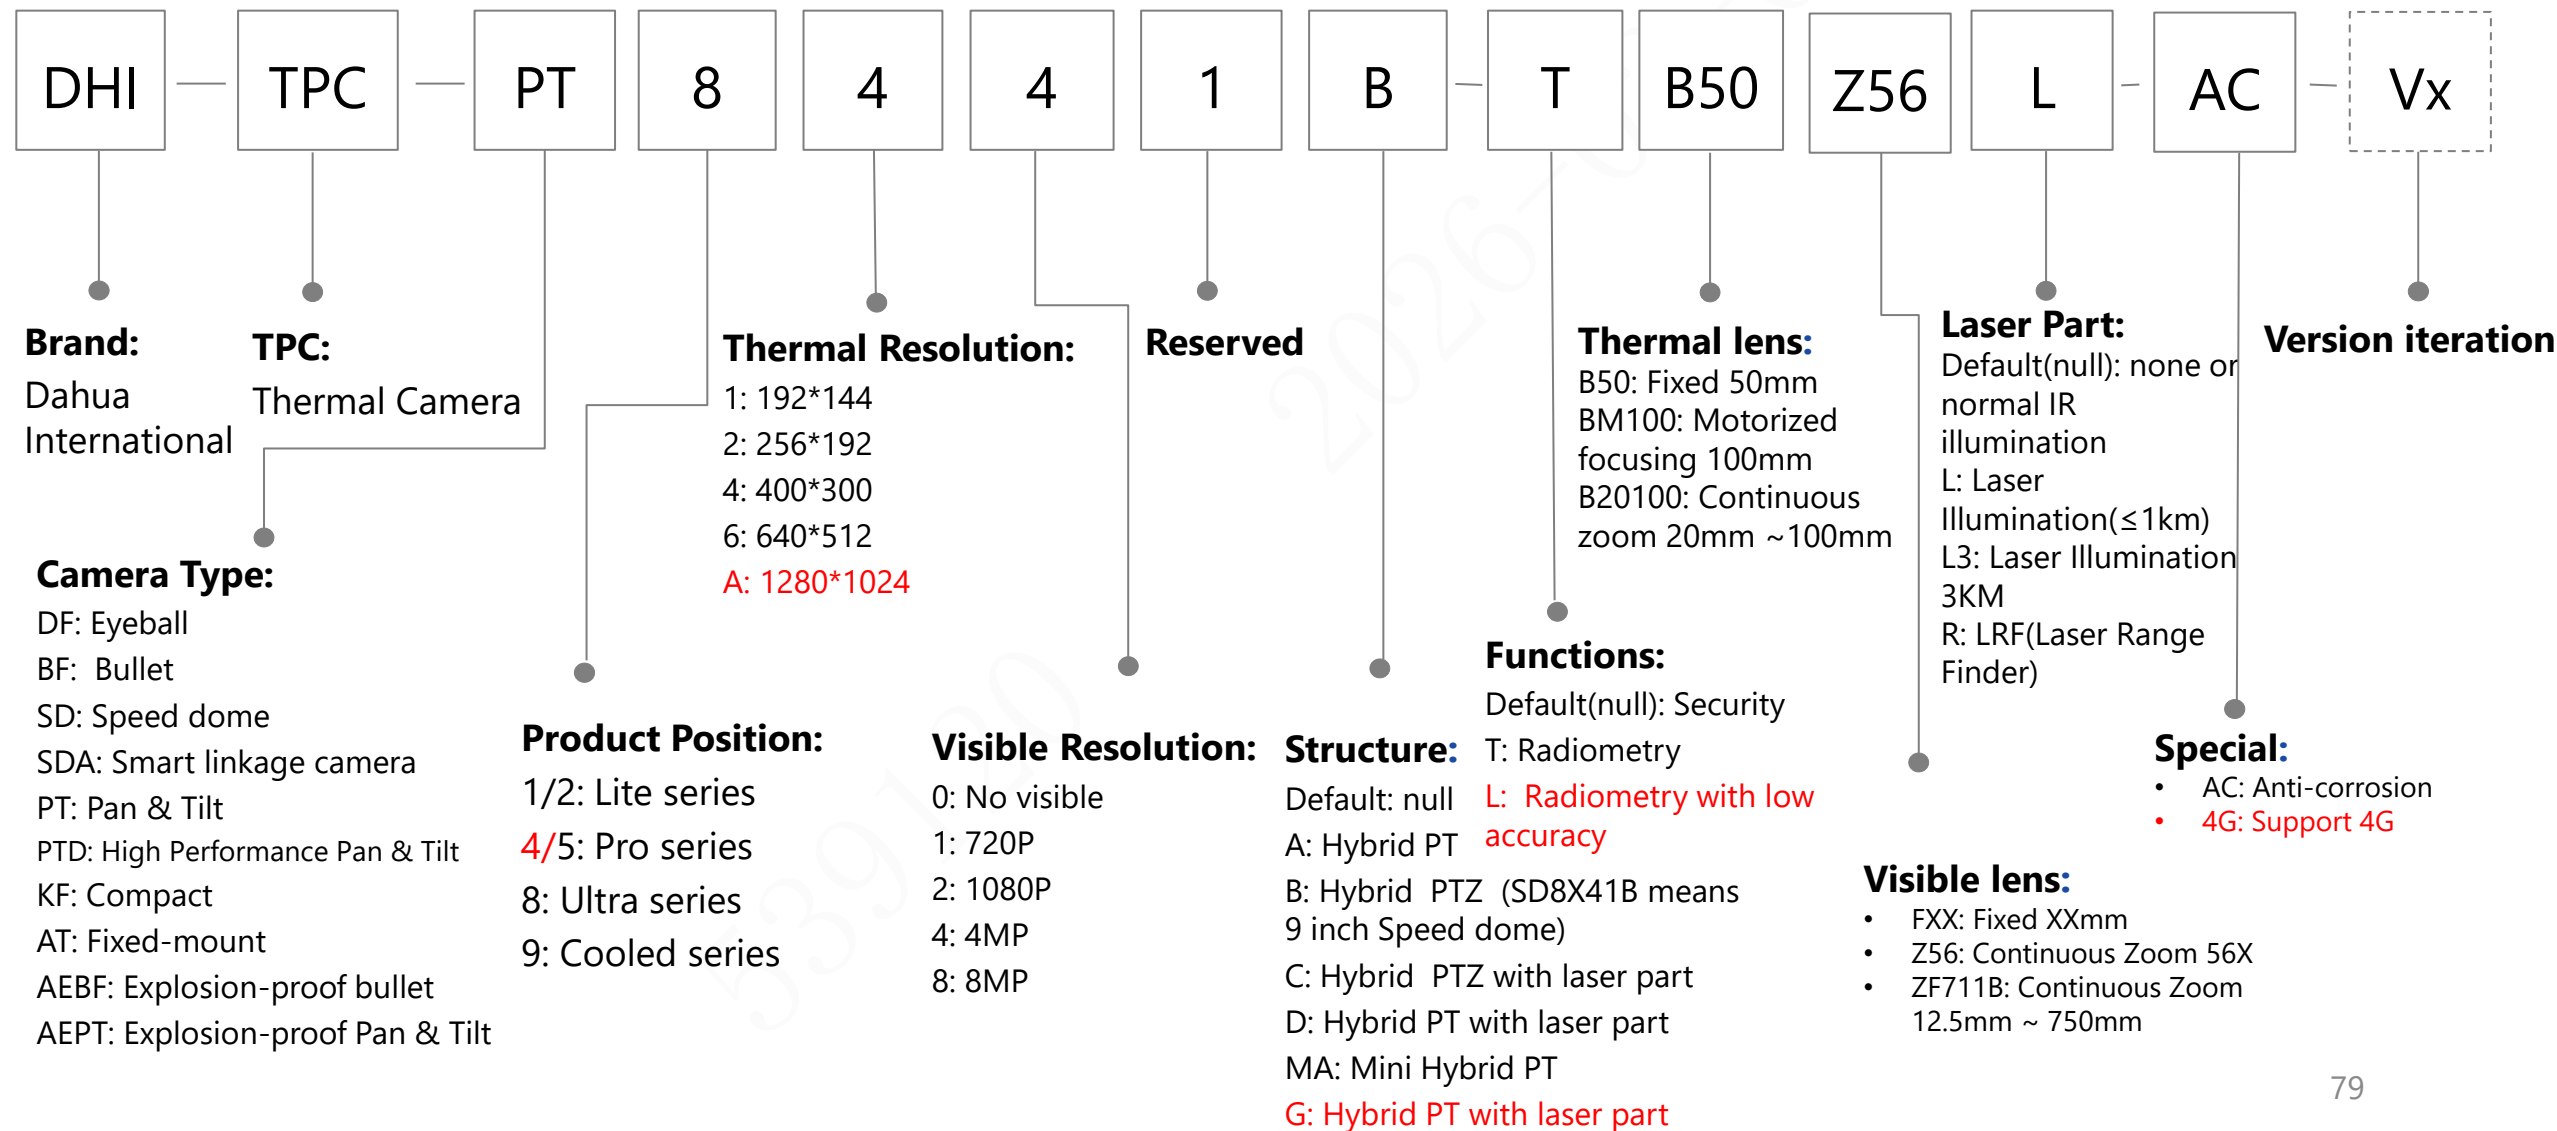 DHI — TPC — PT 8 4 4 1 B - T B50 Z56 L - AC - Vx
Brand:
Dahua
International
TPC:
Thermal Camera
Camera Type:
DF: Eyeball
BF: Bullet
SD: Speed dome
SDA: Smart linkage camera
PT: Pan & Tilt
PTD: High Performance Pan & Tilt
KF: Compact
AT: Fixed-mount
AEBF: Explosion-proof bullet
AEPT: Explosion-proof Pan & Tilt
Product Position:
1/2: Lite series
4/5: Pro series
8: Ultra series
9: Cooled series
Thermal Resolution:
1: 192*144
2: 256*192
4: 400*300
6: 640*512
A: 1280*1024
Visible Resolution:
0: No visible
1: 720P
2: 1080P
4: 4MP
8: 8MP
Reserved
Structure:
Default: null
A: Hybrid PT
B: Hybrid PTZ (SD8X41B means
9 inch Speed dome)
C: Hybrid PTZ with laser part
D: Hybrid PT with laser part
MA: Mini Hybrid PT
G: Hybrid PT with laser part
Functions:
Default(null): Security
T: Radiometry
L: Radiometry with low
accuracy
Thermal lens:
B50: Fixed 50mm
BM100: Motorized
focusing 100mm
B20100: Continuous
zoom 20mm ~100mm
Visible lens:
• FXX: Fixed XXmm
• Z56: Continuous Zoom 56X
• ZF711B: Continuous Zoom
12.5mm ~ 750mm
Laser Part:
Default(null): none or
normal IR
illumination
L: Laser
Illumination(≤1km)
L3: Laser Illumination
3KM
R: LRF(Laser Range
Finder)
Special:
• AC: Anti-corrosion
• 4G: Support 4G
Version iteration
79
539120